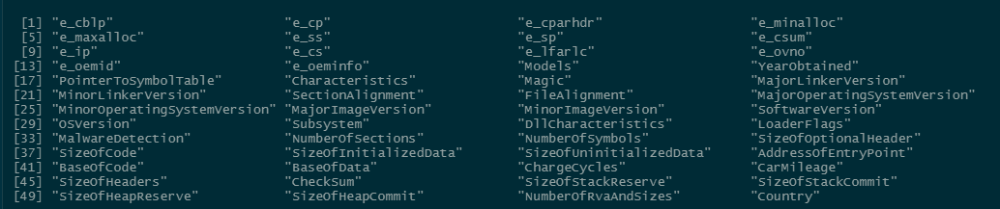 [1] "e_cblp" "e_cp" "e_cparhdr" "e_minalloc"
[5] "e_maxalloc" "e_ss" "e_sp" "e_csum"
[9] "e_ip" "e_cs" "e_lfarlc" "e_ovno"
[13] "e_oemid" "e_oeminfo" "Models" "YearObtained"
[17] "PointerToSymbolTable" "Characteristics" "Magic" "MajorLinkerVersion"
[21] "MinorLinkerVersion" "SectionAlignment" "FileAlignment" "MajorOperatingSystemVersion"
[25] "MinorOperatingSystemVersion" "MajorImageVersion" "MinorImageVersion" "SoftwareVersion"
[29] "OSVersion" "Subsystem" "DllCharacteristics" "LoaderFlags"
[33] "MalwareDetection" "NumberOfSections" "NumberOfSymbols" "SizeOfOptionalHeader"
[37] "SizeOfCode" "SizeOfInitializedData" "SizeOfUninitializedData" "AddressOfEntryPoint"
[41] "BaseOfCode" "BaseOfData" "ChargeCycles" "CarMileage"
[45] "SizeOfHeaders" "CheckSum" "SizeOfStackReserve" "SizeOfStackCommit"
[49] "SizeOfHeapReserve" "SizeOfHeapCommit" "NumberOfRvaAndSizes" "Country"